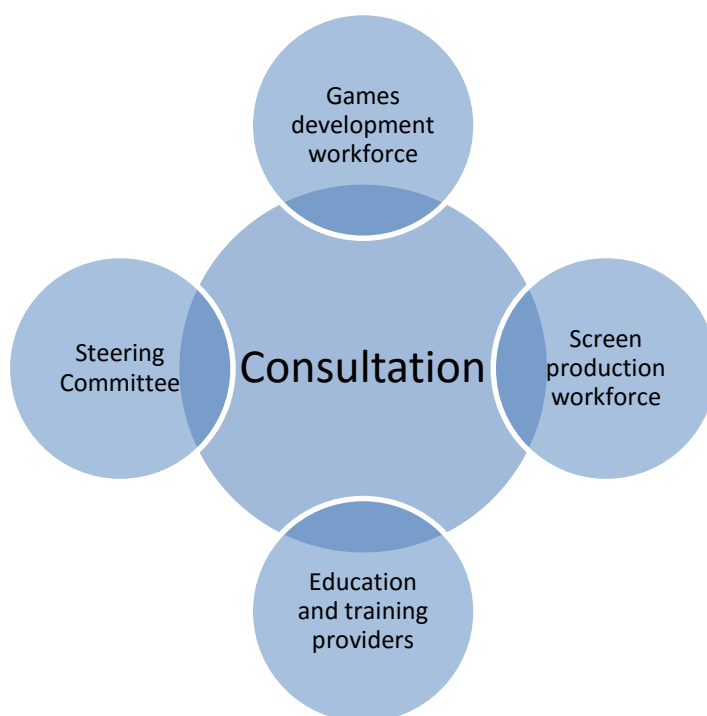 Games
development
workforce
Steering
Committee
Consultation
Screen
production
workforce
Education
and training
providers